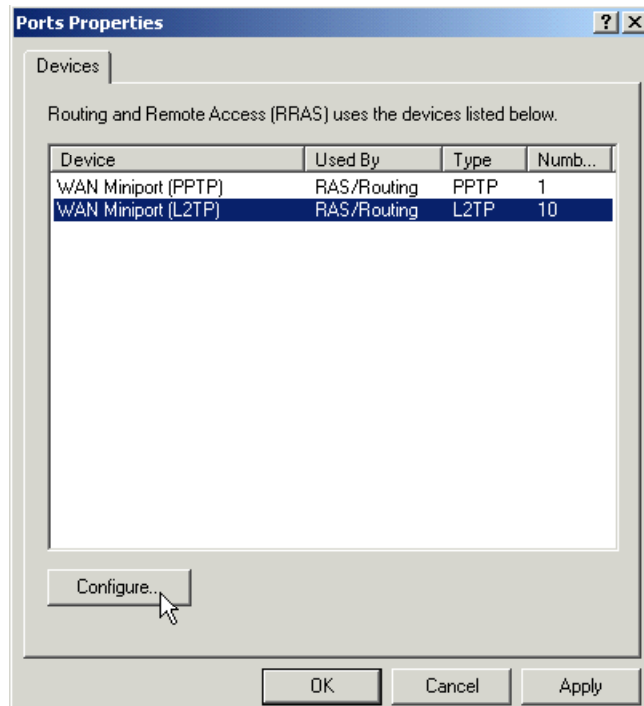 Ports Properties
Devices
Routing and Remote Access (RRAS) uses the devices listed below.
Device Used By Type Numb...
WAN Miniport (PPTP) RAS/Routing PPTP 1
WAN Miniport (L2TP) RAS/Routing L2TP 10
Configure...
OK Cancel Apply